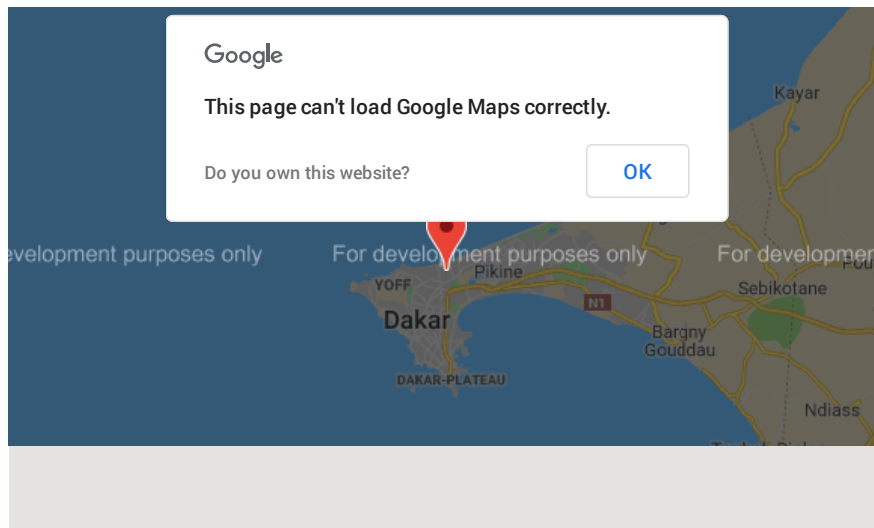 Google
This page can't load Google Maps correctly.
Do you own this website?
OK
Kayar
evelopment purposes only
For development purposes only
For developmen
Pikine
YOFF
Sebikotane
N1
Dakar
Bargny
Gouddau
DAKAR-PLATEAU
Ndiass